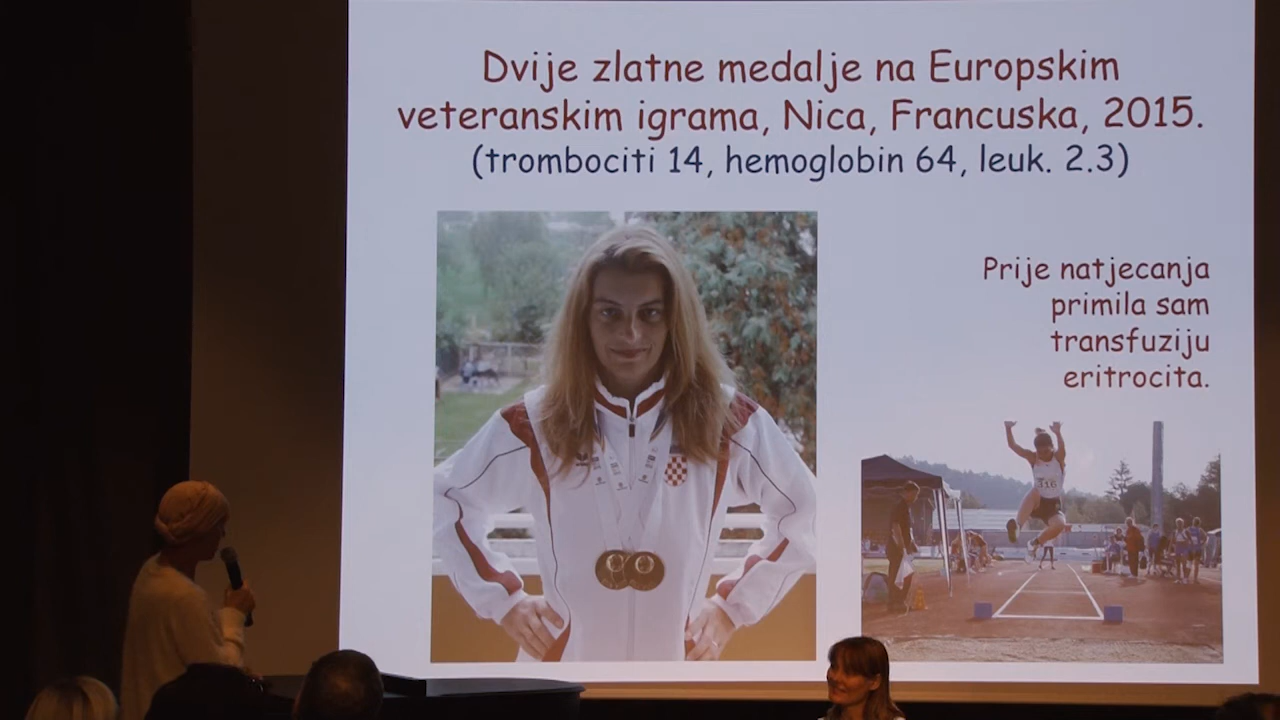 Dvije zlatne medalje na Europskim
veteranskim igrama, Nica, Francuska, 2015.
(trombociti 14, hemoglobin 64, leuk. 2.3)
Prije natjecanja
primila sam
transfuziju
eritrocita.